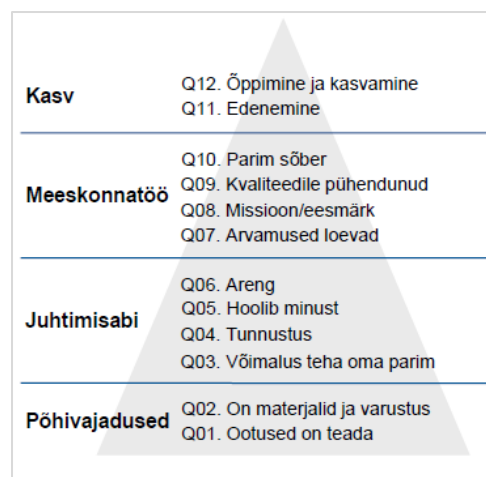 Kasv
Q12. Õppimine ja kasvamine
Q11. Edenemine
Meeskonnatöö
Q10. Parim sõber
Q09. Kvaliteedile pühendunud
Q08. Missioon/eesmärk
Q07. Arvamused loevad
Juhtimisabi
Q06. Areng
Q05. Hoolib minust
Q04. Tunnustus
Q03. Võimalus teha oma parim
Põhivajadused
Q02. On materjalid ja varustus
Q01. Ootused on teada